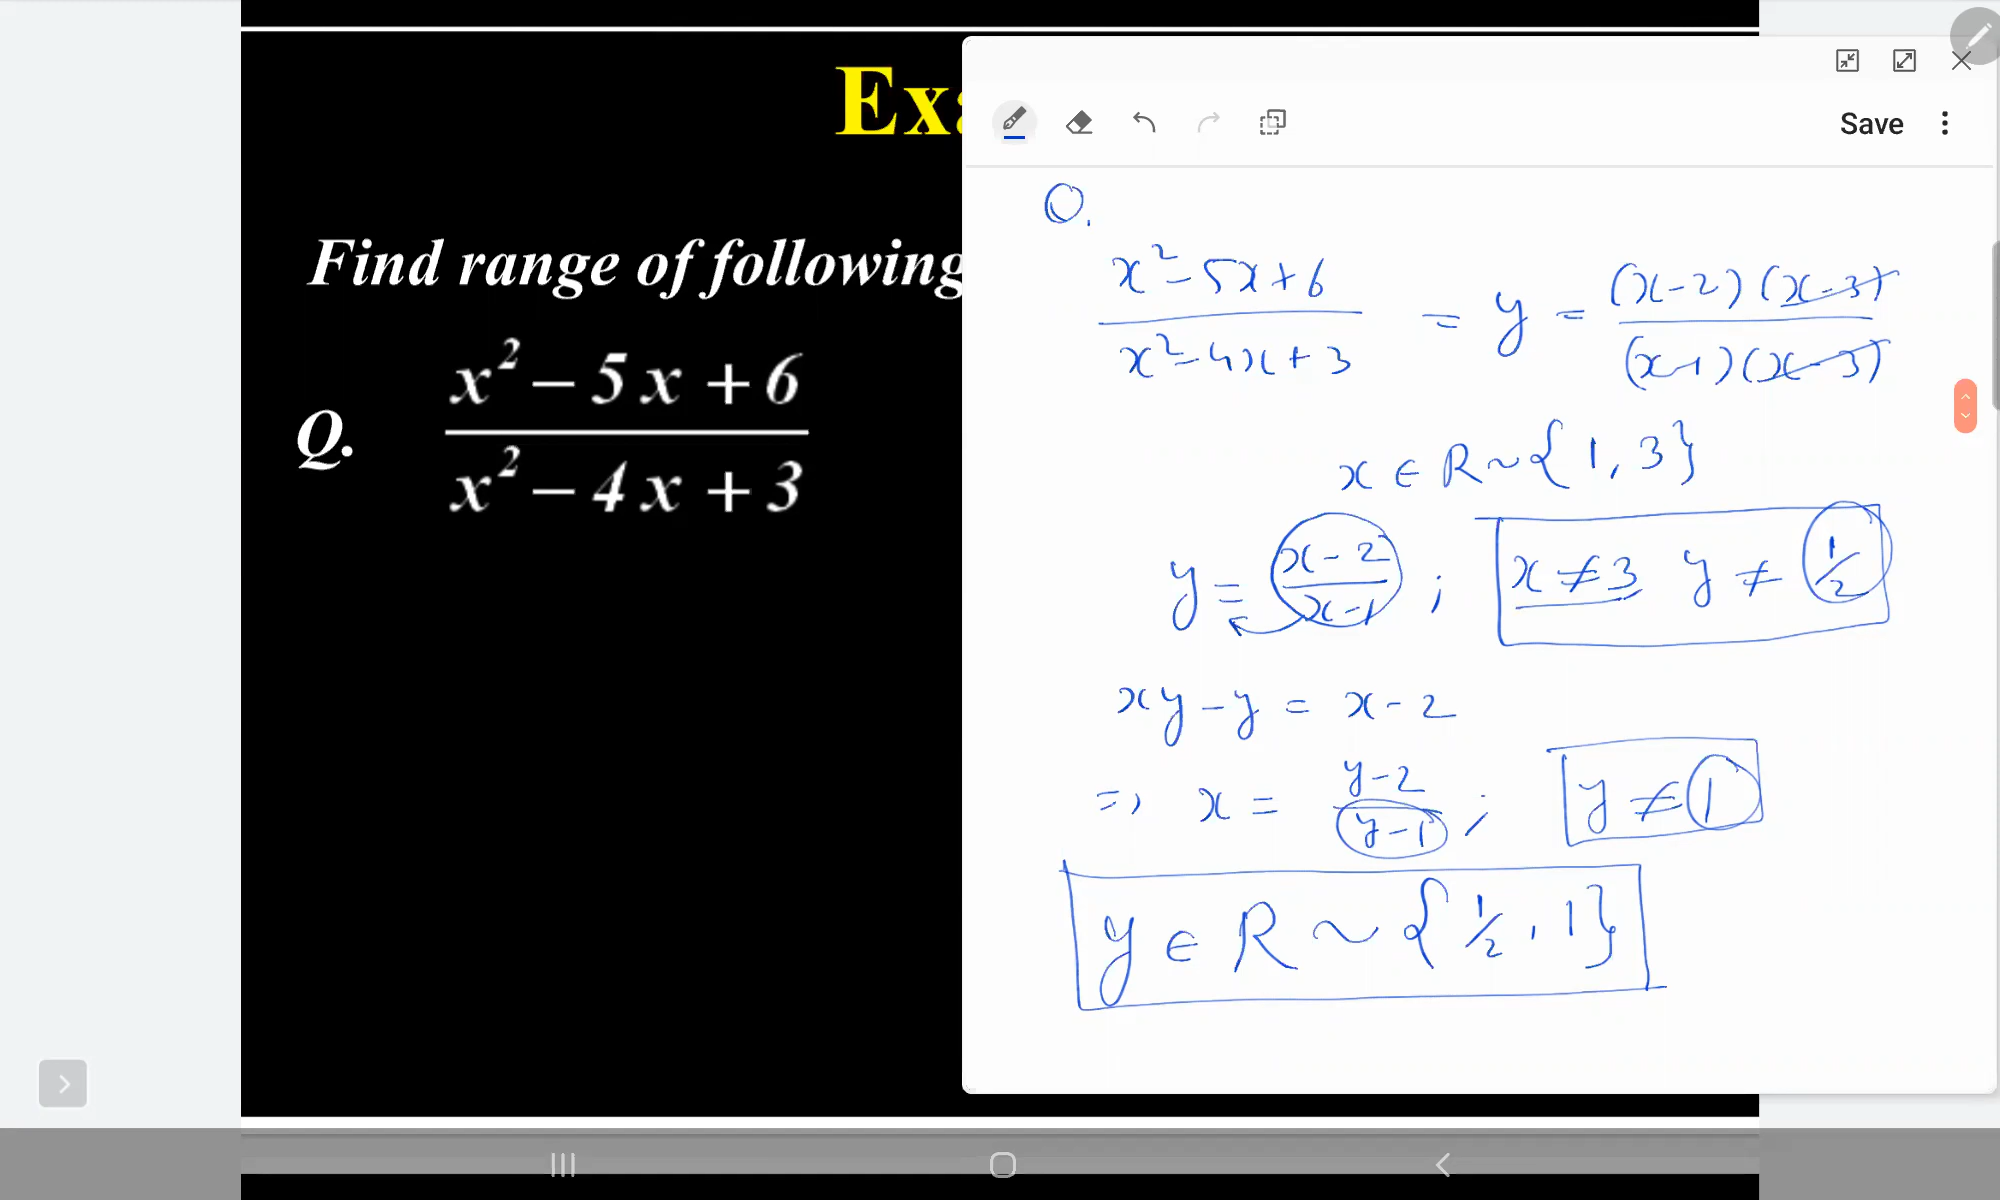 Exa
Find range of following
Q. x² – 5x + 6
x² – 4x + 3
Save
Q.
x²-5x+6 / x²-4x+3 = y = (x-2)(x-3) / (x-1)(x-3)
x ∈ R ~ {1, 3}
y = x-2 / x-1 ; x ≠ 3 y ≠ 1/2
xy - y = x - 2
=> x = y-2 / y-1 ; y ≠ 1
y ∈ R ~ {1/2, 1}